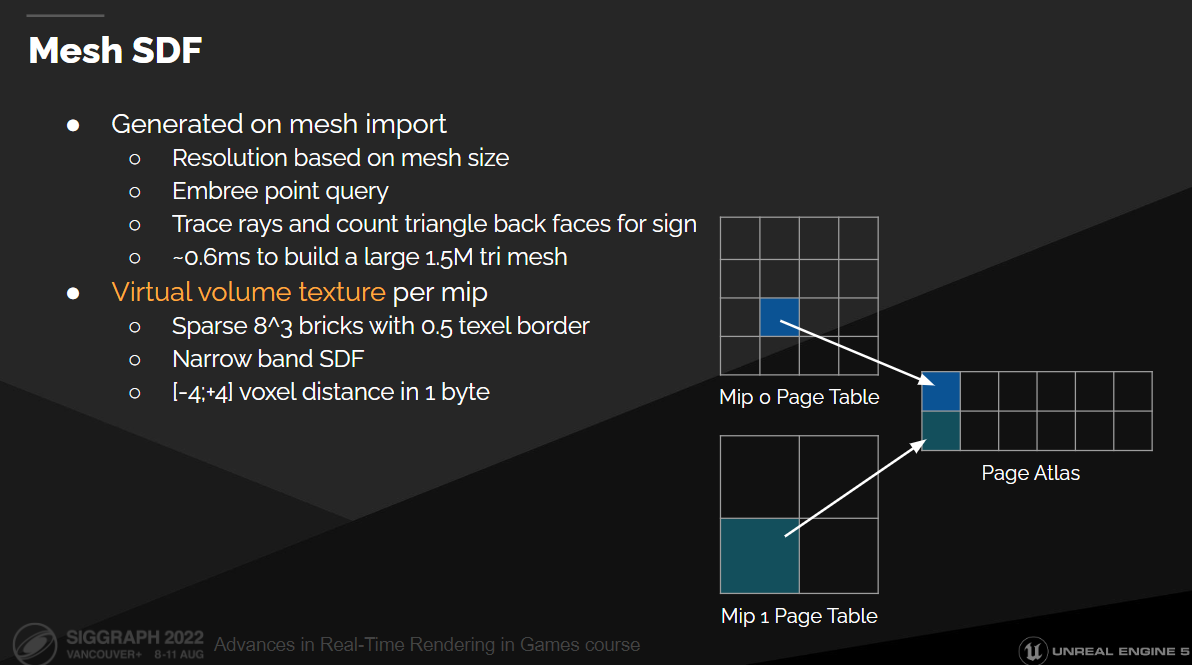 Mesh SDF
● Generated on mesh import
○ Resolution based on mesh size
○ Embree point query
○ Trace rays and count triangle back faces for sign
○ ~0.6ms to build a large 1.5M tri mesh
● Virtual volume texture per mip
○ Sparse 8^3 bricks with 0.5 texel border
○ Narrow band SDF
○ [-4;+4] voxel distance in 1 byte
Mip 0 Page Table
Page Atlas
Mip 1 Page Table
SIGGRAPH 2022
VANCOUVER+ 8-11 AUG
Advances in Real-Time Rendering in Games course
UNREAL ENGINE 5